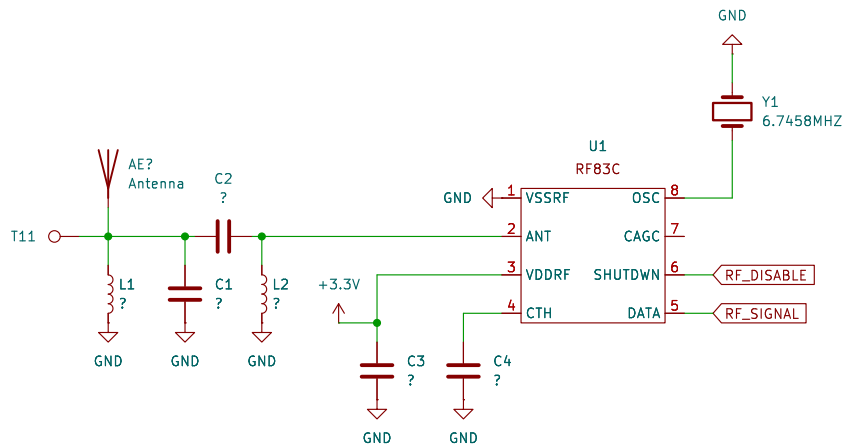 GND
Y1
6.7458MHZ
U1
RF83C
AE?
Antenna
C2
?
GND
1
VSSRF
OSC
8
T11
2
ANT
CAGC
7
+3.3V
3
VDDRF
SHUTDWN
6
RF_DISABLE
L1
?
C1
?
L2
?
4
CTH
DATA
5
RF_SIGNAL
GND
GND
GND
C3
?
C4
?
GND
GND